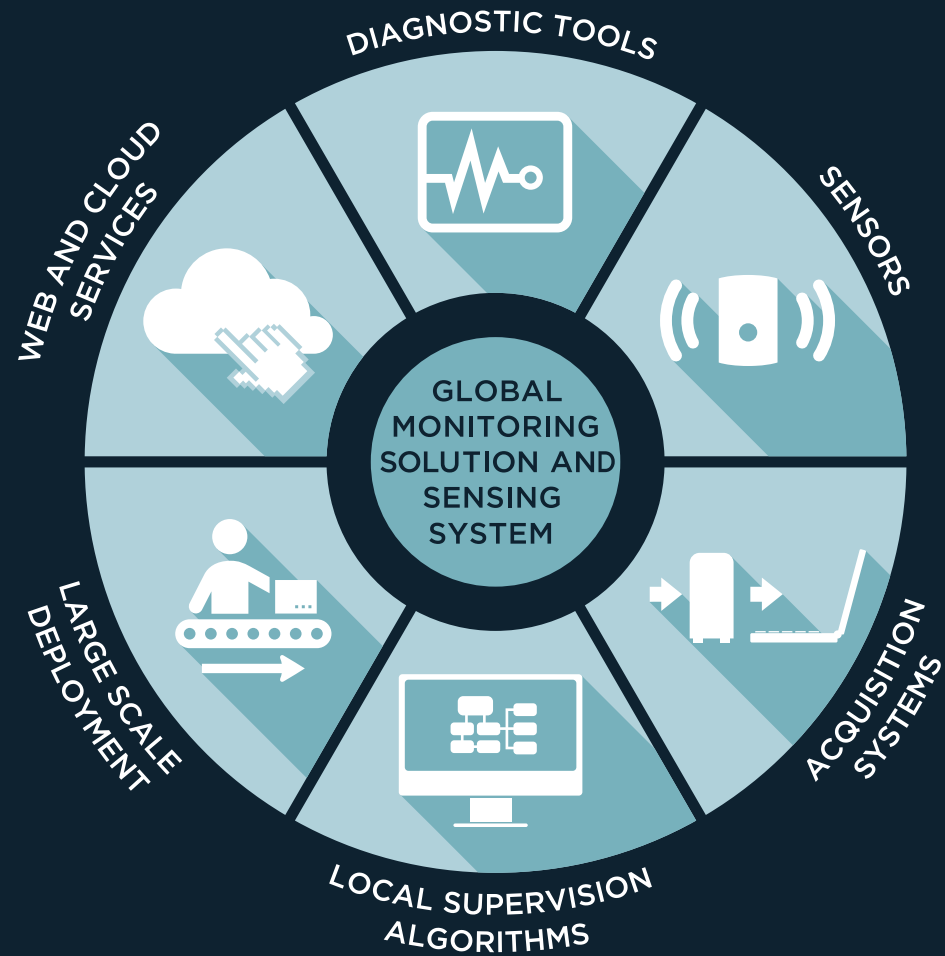 DIAGNOSTIC TOOLS
SENSORS
ACQUISITION
SYSTEMS
LOCAL SUPERVISION
ALGORITHMS
LARGE SCALE
DEPLOYMENT
WEB AND CLOUD
SERVICES
GLOBAL
MONITORING
SOLUTION AND
SENSING
SYSTEM